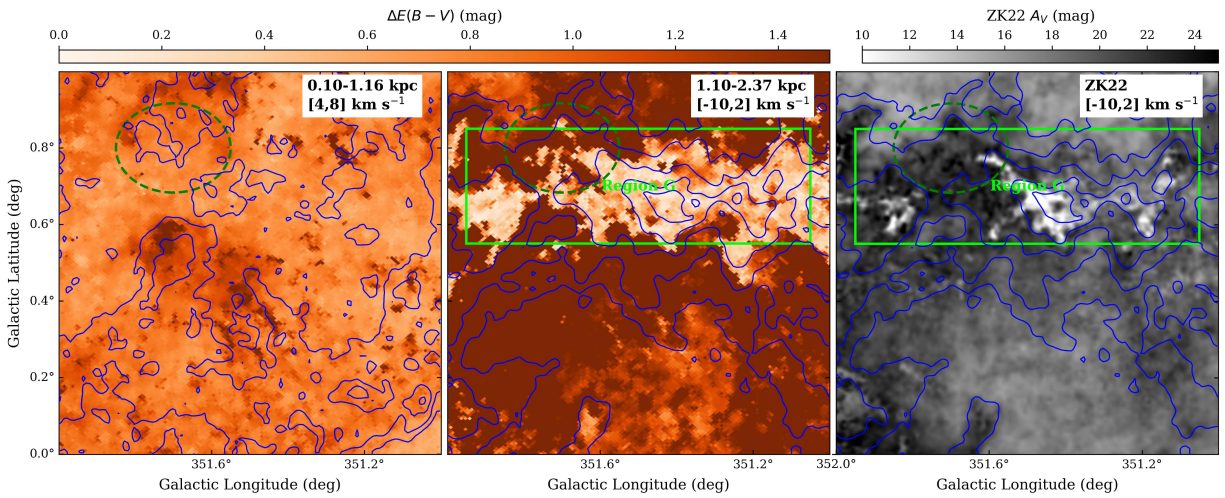 ΔE(B − V) (mag)
ZK22 A_V (mag)
0.0 0.2 0.4 0.6 0.8 1.0 1.2 1.4
10 12 14 16 18 20 22 24
0.10-1.16 kpc
[4,8] km s⁻¹
1.10-2.37 kpc
[-10,2] km s⁻¹
ZK22
[-10,2] km s⁻¹
Galactic Latitude (deg)
0.8°
0.6°
0.4°
0.2°
0.0°
Region G
Region G
351.6° 351.2°
351.6° 351.2°
352.0° 351.6° 351.2°
Galactic Longitude (deg)
Galactic Longitude (deg)
Galactic Longitude (deg)